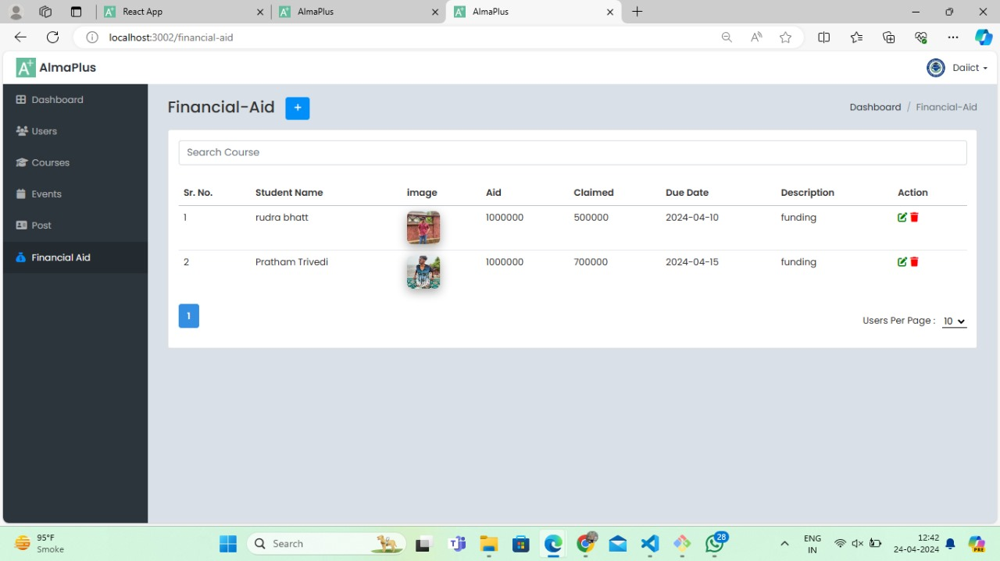 React App
AlmaPlus
AlmaPlus
localhost:3002/financial-aid
A+ AlmaPlus
Daiict
Dashboard
Users
Courses
Events
Post
Financial Aid
Financial-Aid +
Dashboard / Financial-Aid
Search Course
Sr. No. Student Name image Aid Claimed Due Date Description Action
1 rudra bhatt 1000000 500000 2024-04-10 funding
2 Pratham Trivedi 1000000 700000 2024-04-15 funding
1
Users Per Page : 10
95°F
Smoke
Search
28
ENG
IN
12:42
24-04-2024
PRE